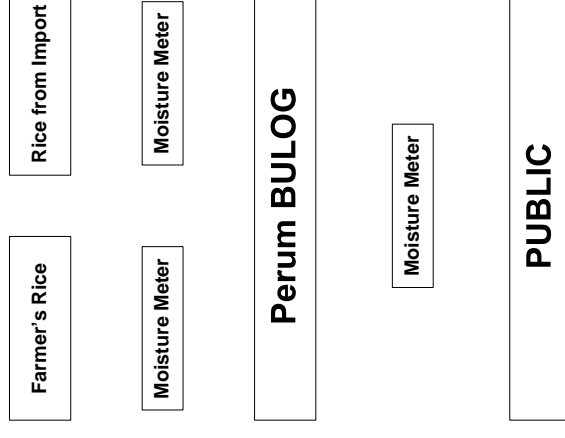 Rice from Import
Moisture Meter
Farmer's Rice
Moisture Meter
Perum BULOG
Moisture Meter
PUBLIC